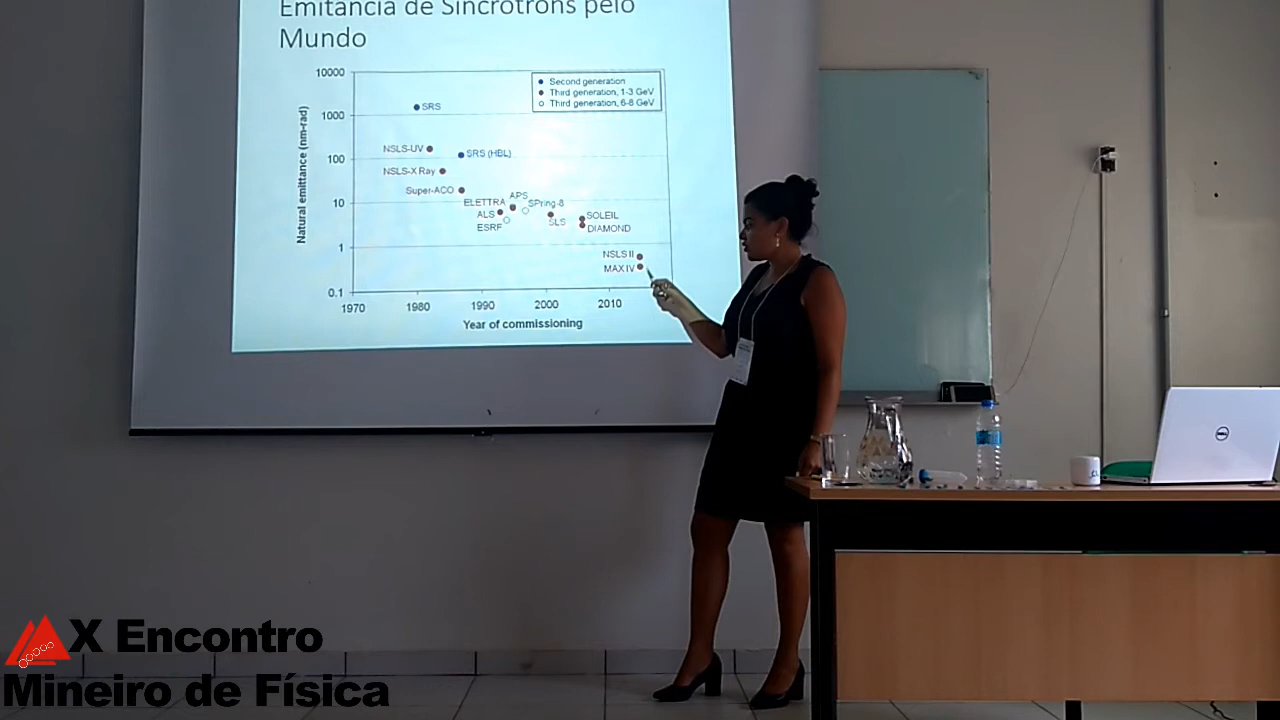 Emitância de Síncrotrons pelo
Mundo
Natural emittance (nm-rad)
10000
1000
100
10
1
0.1
Second generation
Third generation, 1-3 GeV
Third generation, 6-8 GeV
SRS
NSLS-UV
SRS (HBL)
NSLS-X Ray
Super-ACO
ELETTRA
APS
SPring-8
ALS
ESRF
SLS
SOLEIL
DIAMOND
NSLS II
MAX IV
1970
1980
1990
2000
2010
Year of commissioning
DELL
X Encontro
Mineiro de Física